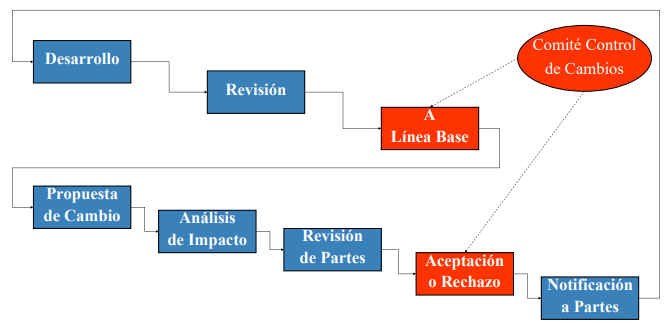 Desarrollo
Revisión
A
Línea Base
Comité Control
de Cambios
Propuesta
de Cambio
Análisis
de Impacto
Revisión
de Partes
Aceptación
o Rechazo
Notificación
a Partes